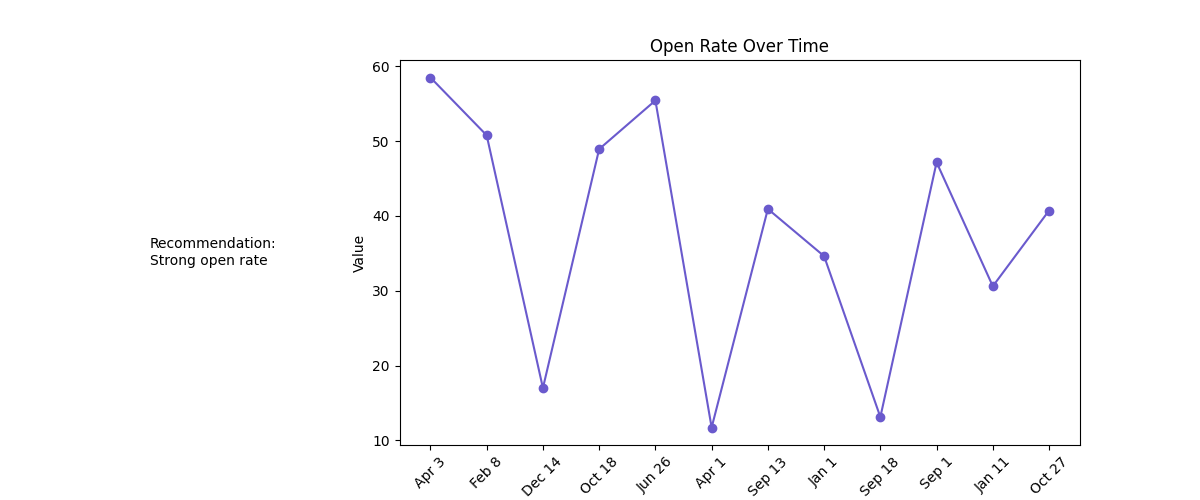 Open Rate Over Time
Recommendation:
Strong open rate
Value
60
50
40
30
20
10
Apr 3
Feb 8
Dec 14
Oct 18
Jun 26
Apr 1
Sep 13
Jan 1
Sep 18
Sep 1
Jan 11
Oct 27